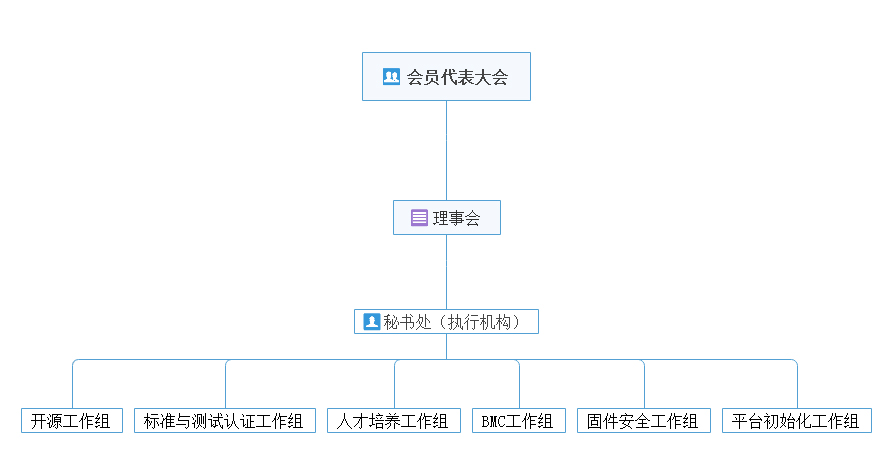 会员代表大会
理事会
秘书处（执行机构）
开源工作组
标准与测试认证工作组
人才培养工作组
BMC工作组
固件安全工作组
平台初始化工作组